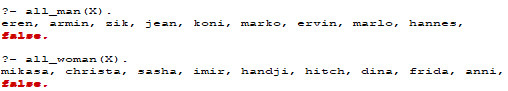 ?- all_man(X).
eren, armin, zik, jean, koni, marko, ervin, marlo, hannes,
false.
?- all_woman(X).
mikasa, christa, sasha, imir, handji, hitch, dina, frida, anni,
false.